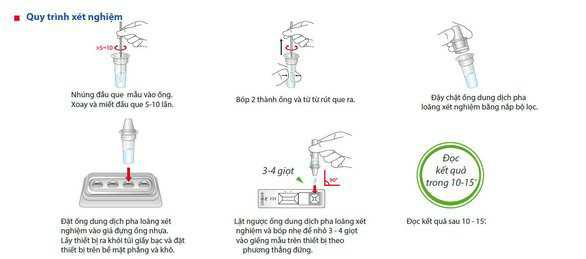 Quy trình xét nghiệm
x5-10
Nhúng đầu que mẫu vào ống.
Xoay và miết đầu que 5-10 lần.
Bóp 2 thành ống và từ từ rút que ra.
Đậy chặt ống dung dịch pha
loãng xét nghiệm bằng nắp bộ lọc.
3-4 giọt
90°
Đọc
kết quả
trong 10-15'
Đặt ống dung dịch pha loãng xét
nghiệm vào giá đựng ống nhựa.
Lấy thiết bị ra khỏi túi giấy bạc và đặt
thiết bị trên bề mặt phẳng và khô.
Lật ngược ống dung dịch pha loãng xét
nghiệm và bóp nhẹ để nhỏ 3 - 4 giọt
vào giếng mẫu trên thiết bị theo
phương thẳng đứng.
Đọc kết quả sau 10 - 15'.